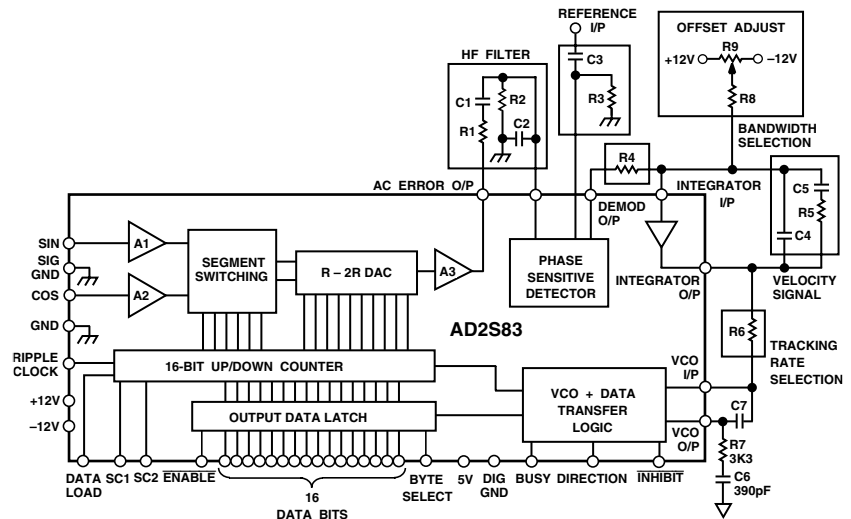 REFERENCE
I/P
OFFSET ADJUST
R9
+12V
–12V
R8
HF FILTER
C3
R3
C1
R2
R1
C2
BANDWIDTH
SELECTION
R4
AC ERROR O/P
DEMOD
O/P
INTEGRATOR
I/P
C5
R5
C4
SIN
SIG
GND
COS
GND
RIPPLE
CLOCK
+12V
–12V
A1
A2
SEGMENT
SWITCHING
R – 2R DAC
A3
PHASE
SENSITIVE
DETECTOR
INTEGRATOR
O/P
VELOCITY
SIGNAL
AD2S83
R6
TRACKING
RATE
SELECTION
16-BIT UP/DOWN COUNTER
OUTPUT DATA LATCH
VCO + DATA
TRANSFER
LOGIC
VCO
I/P
VCO
O/P
C7
R7
3K3
C6
390pF
DATA
LOAD
SC1
SC2
ENABLE
16
DATA BITS
BYTE
SELECT
5V
DIG
GND
BUSY
DIRECTION
INHIBIT